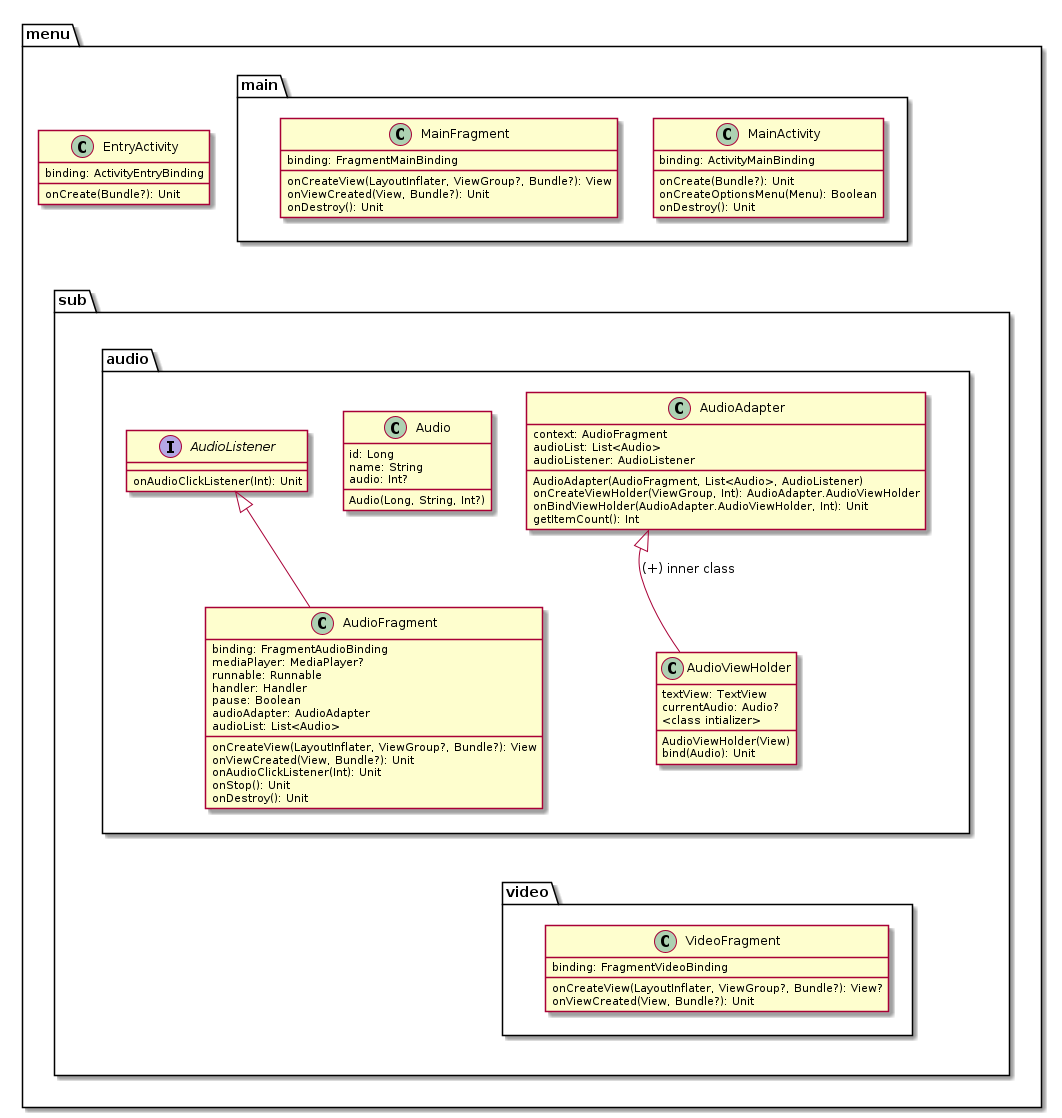 menu
main
C EntryActivity
binding: ActivityEntryBinding
onCreate(Bundle?): Unit
C MainFragment
binding: FragmentMainBinding
onCreateView(LayoutInflater, ViewGroup?, Bundle?): View
onViewCreated(View, Bundle?): Unit
onDestroy(): Unit
C MainActivity
binding: ActivityMainBinding
onCreate(Bundle?): Unit
onCreateOptionsMenu(Menu): Boolean
onDestroy(): Unit
sub
audio
I AudioListener
onAudioClickListener(Int): Unit
C Audio
id: Long
name: String
audio: Int?
Audio(Long, String, Int?)
C AudioAdapter
context: AudioFragment
audioList: List<Audio>
audioListener: AudioListener
AudioAdapter(AudioFragment, List<Audio>, AudioListener)
onCreateViewHolder(ViewGroup, Int): AudioAdapter.AudioViewHolder
onBindViewHolder(AudioAdapter.AudioViewHolder, Int): Unit
getItemCount(): Int
(+) inner class
C AudioFragment
binding: FragmentAudioBinding
mediaPlayer: MediaPlayer?
runnable: Runnable
handler: Handler
pause: Boolean
audioAdapter: AudioAdapter
audioList: List<Audio>
onCreateView(LayoutInflater, ViewGroup?, Bundle?): View
onViewCreated(View, Bundle?): Unit
onAudioClickListener(Int): Unit
onStop(): Unit
onDestroy(): Unit
C AudioViewHolder
textView: TextView
currentAudio: Audio?
<class intializer>
AudioViewHolder(View)
bind(Audio): Unit
video
C VideoFragment
binding: FragmentVideoBinding
onCreateView(LayoutInflater, ViewGroup?, Bundle?): View?
onViewCreated(View, Bundle?): Unit